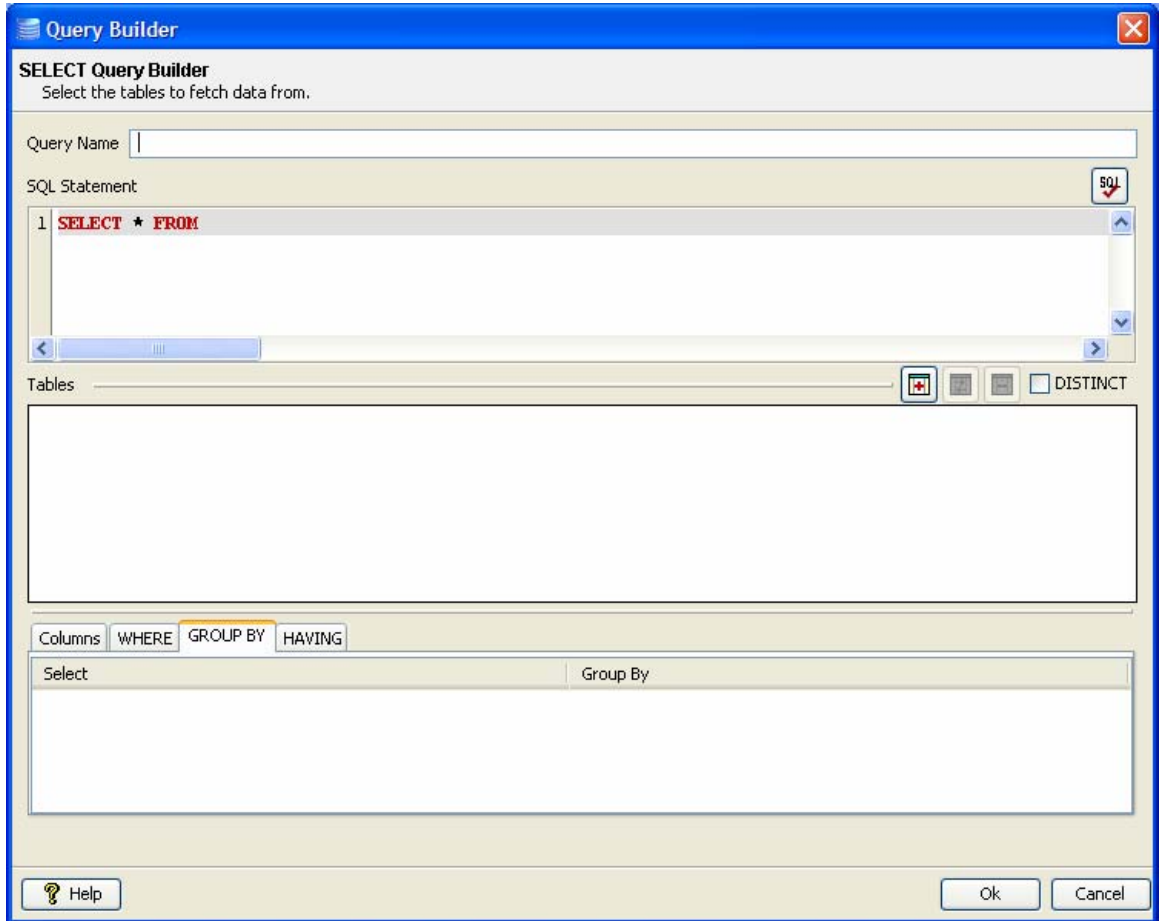 Query Builder
SELECT Query Builder
Select the tables to fetch data from.
Query Name
SQL Statement
SQL
1 SELECT * FROM
Tables
DISTINCT
Columns WHERE GROUP BY HAVING
Select Group By
? Help Ok Cancel